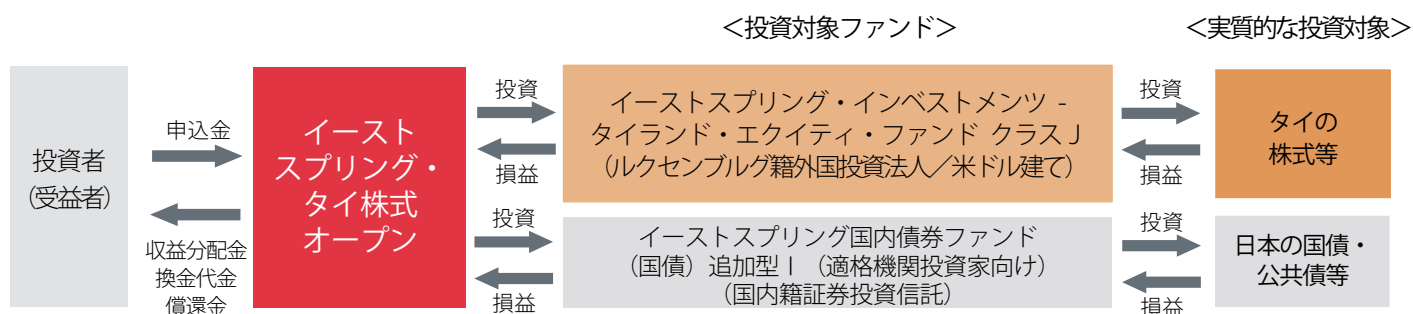 ＜投資対象ファンド＞
＜実質的な投資対象＞
投資者
（受益者）
申込金
収益分配金
換金代金
償還金
イースト
スプリング・
タイ株式
オープン
投資
損益
投資
損益
イーストスプリング・インベストメンツ -
タイランド・エクイティ・ファンド クラスＪ
（ルクセンブルグ籍外国投資法人／米ドル建て）
イーストスプリング国内債券ファンド
（国債）追加型Ⅰ（適格機関投資家向け）
（国内籍証券投資信託）
投資
損益
投資
損益
タイの
株式等
日本の国債・
公共債等